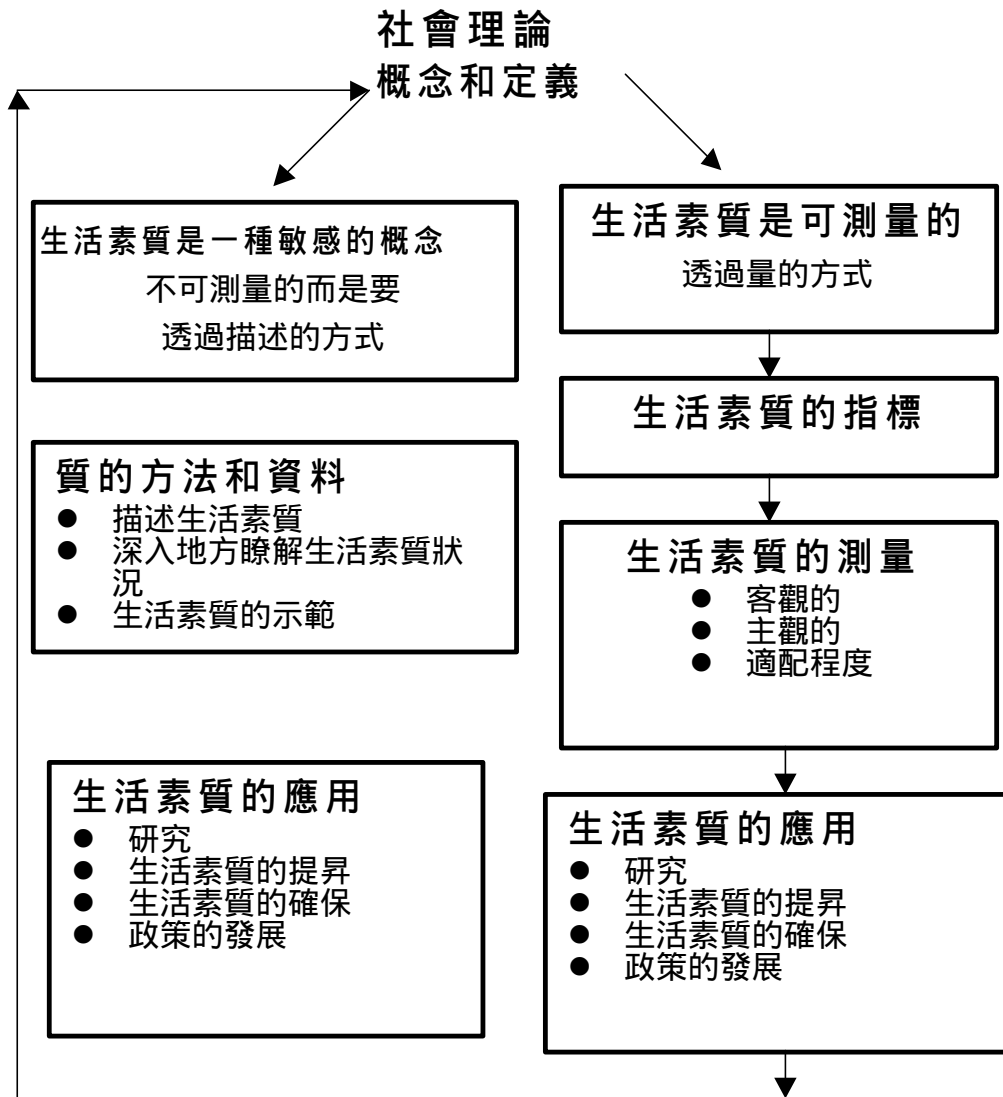 社會理論
概念和定義
生活素質是一種敏感的概念
不可測量的而是要
透過描述的方式
生活素質是可測量的
透過量的方式
生活素質的指標
質的方法和資料
● 描述生活素質
● 深入地方瞭解生活素質狀
況
● 生活素質的示範
生活素質的測量
● 客觀的
● 主觀的
● 適配程度
生活素質的應用
● 研究
● 生活素質的提昇
● 生活素質的確保
● 政策的發展
生活素質的應用
● 研究
● 生活素質的提昇
● 生活素質的確保
● 政策的發展